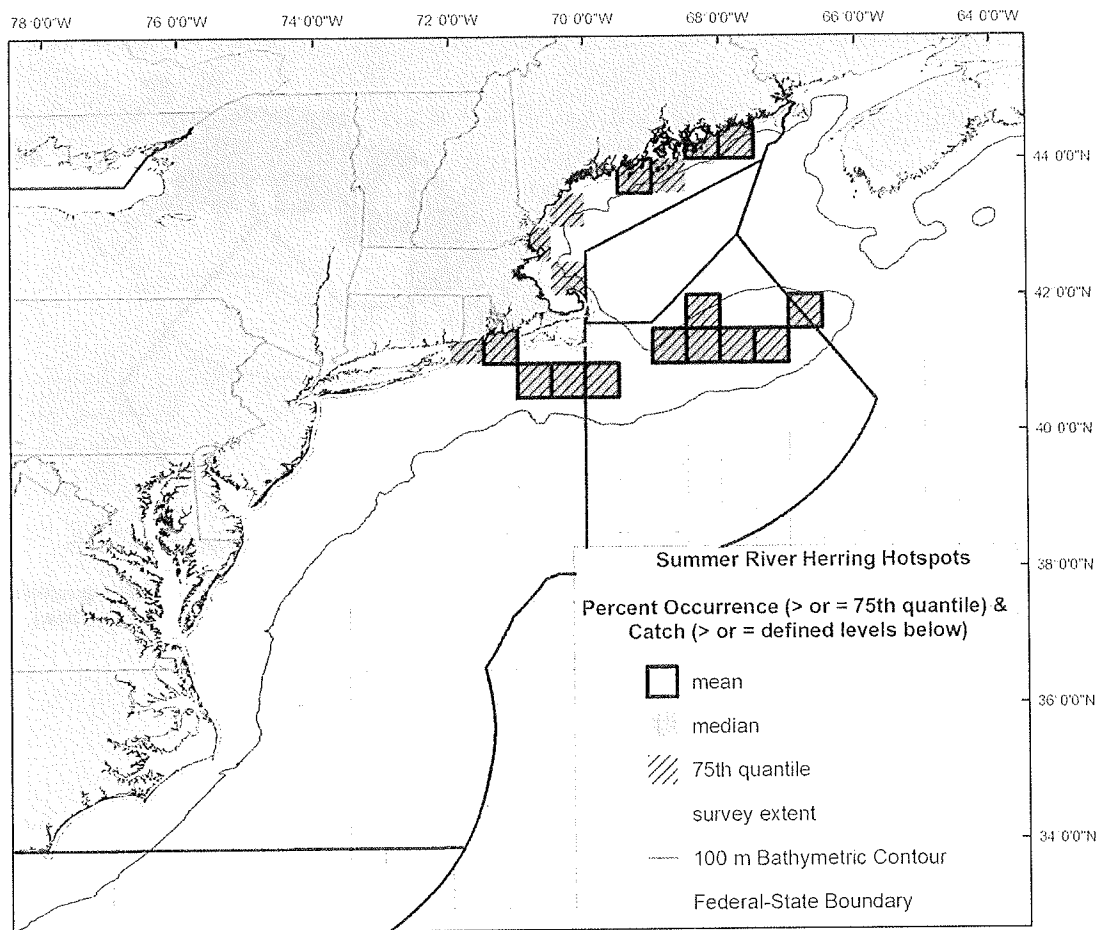 78°0'0"W 76°0'0"W 74°0'0"W 72°0'0"W 70°0'0"W 68°0'0"W 66°0'0"W 64°0'0"W
44°0'0"N
42°0'0"N
40°0'0"N
38°0'0"N
Summer River Herring Hotspots
Percent Occurrence (> or = 75th quantile) &
Catch (> or = defined levels below)
mean
36°0'0"N
median
75th quantile
survey extent
34°0'0"N
100 m Bathymetric Contour
Federal-State Boundary